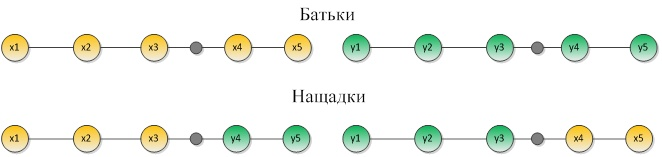 Батьки
x1 x2 x3 x4 x5 y1 y2 y3 y4 y5
Нащадки
x1 x2 x3 y4 y5 y1 y2 y3 x4 x5